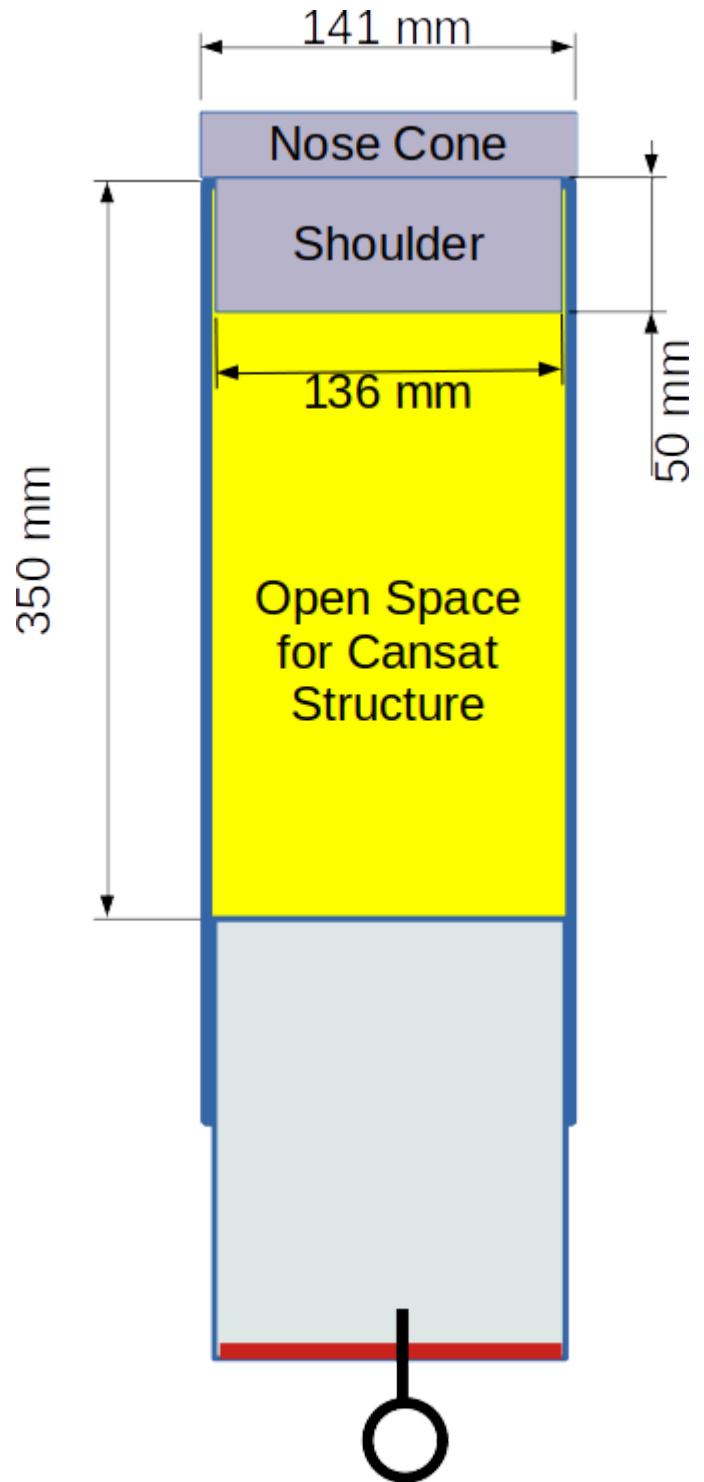 141 mm
Nose Cone
Shoulder
136 mm
50 mm
350 mm
Open Space
for Cansat
Structure